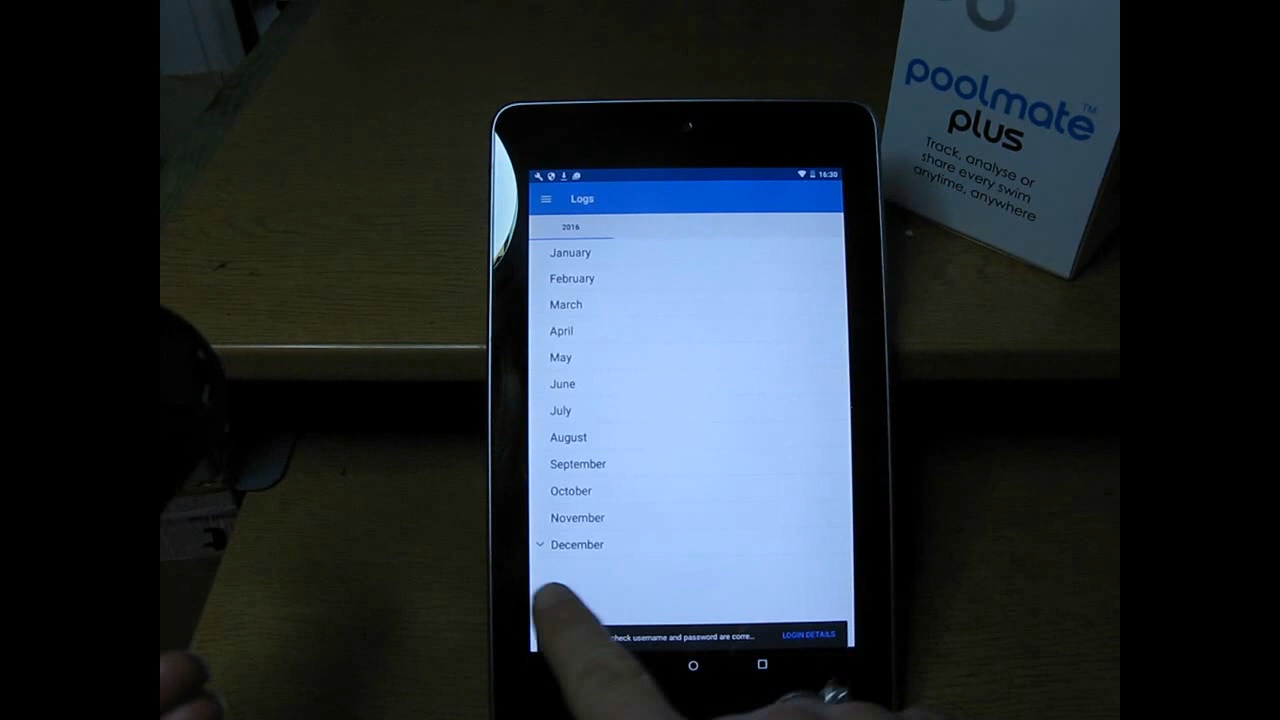 poolmate™
plus
Track, analyse or
share every swim
anytime, anywhere
16:30
Logs
2016
January
February
March
April
May
June
July
August
September
October
November
December
check username and password are corre… LOGIN DETAILS